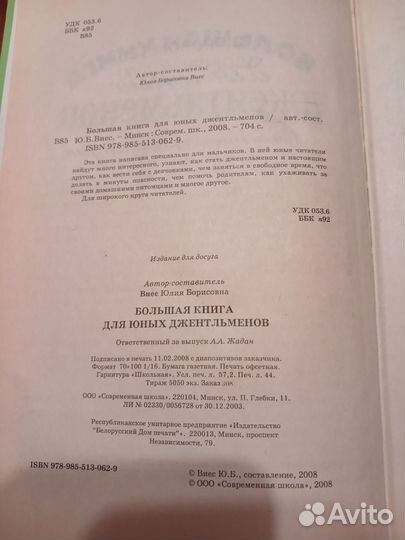 УДК 053.6
ББК я92
В85
Автор-составитель:
Юлия Борисовна Виес
Большая книга для юных джентльменов / авт.-сост.
В85 Ю.Б.Виес. – Минск : Соврем. шк., 2008. – 704 с.
ISBN 978-985-513-062-9.
Эта книга написана специально для мальчиков. В ней юные читатели
найдут много интересного, узнают, как стать джентльменом и настоящим
другом, как вести себя с девчонками, чем заняться в свободное время, что
делать в минуты опасности, чем помочь родителям, как ухаживать за
своими домашними питомцами и многое другое.
Для широкого круга читателей.
УДК 053.6
ББК я92
Издание для досуга
Автор-составитель
Виес Юлия Борисовна
БОЛЬШАЯ КНИГА
ДЛЯ ЮНЫХ ДЖЕНТЛЬМЕНОВ
Ответственный за выпуск А.А. Жадан
Подписано в печать 11.02.2008 с диапозитивов заказчика.
Формат 70×100 1/16. Бумага газетная. Печать офсетная.
Гарнитура «Школьная». Усл. печ. л. 57,2. Печ. л. 44.
Тираж 5050 экз. Заказ 308.
ООО «Современная школа», 220104, Минск, ул. П. Глебки, 11.
ЛИ № 02330/0056728 от 30.12.2003.
Республиканское унитарное предприятие «Издательство
"Белорусский Дом печати"». 220013, Минск, проспект
Независимости, 79.
ISBN 978-985-513-062-9
© Виес Ю.Б., составление, 2008
© ООО «Современная школа», 2008
Avito